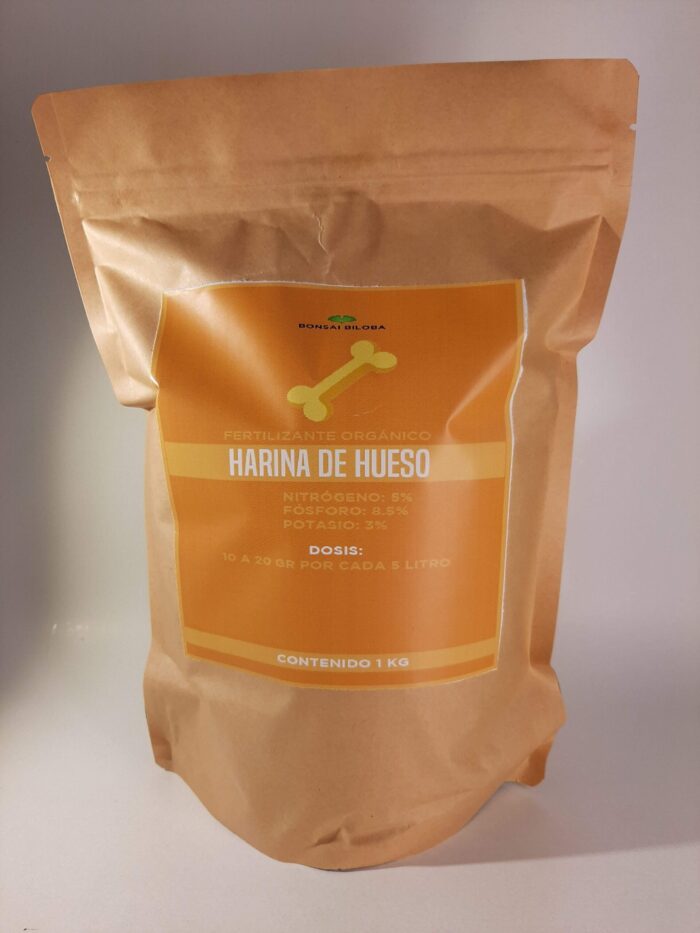 BONSAI BILOBA
FERTILIZANTE ORGÁNICO
HARINA DE HUESO
NITRÓGENO: 5%
FÓSFORO: 8.5%
POTASIO: 3%
DOSIS:
10 A 20 GR POR CADA 5 LITRO
CONTENIDO 1 KG